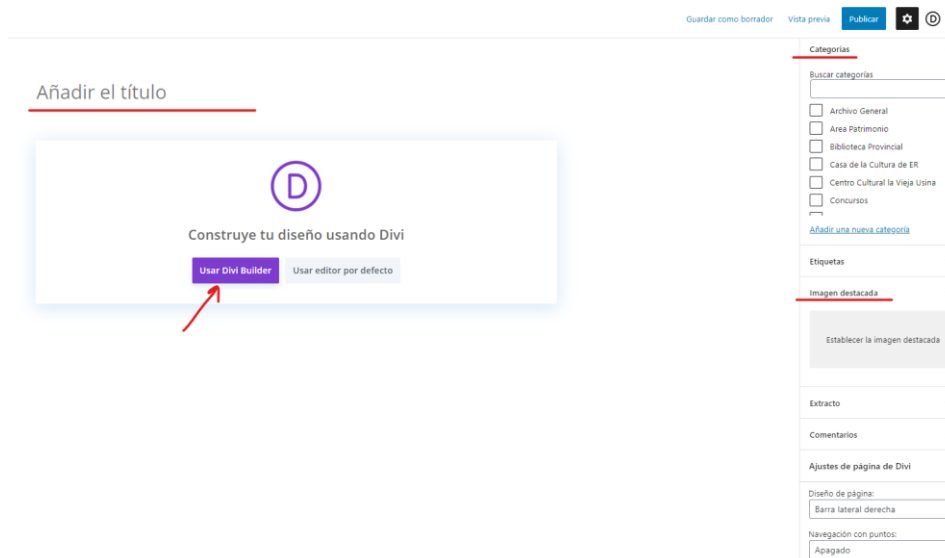 Guardar como borrador Vista previa Publicar D
Añadir el título
D
Construye tu diseño usando Divi
Usar Divi Builder Usar editor por defecto
Categorías
Buscar categorías
Archivo General
Area Patrimonio
Biblioteca Provincial
Casa de la Cultura de ER
Centro Cultural la Vieja Usina
Concursos
Añadir una nueva categoría
Etiquetas
Imagen destacada
Establecer la imagen destacada
Extracto
Comentarios
Ajustes de página de Divi
Diseño de página:
Barra lateral derecha
Navegación con puntos:
Apagado